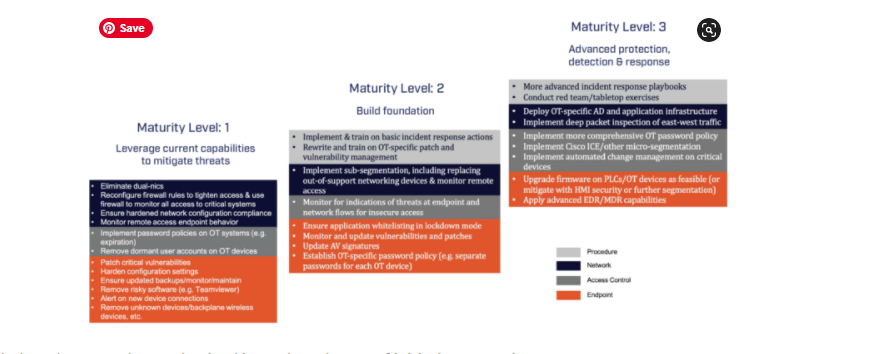 Save
Maturity Level: 1
Leverage current capabilities
to mitigate threats
• Eliminate dual-nics
• Reconfigure firewall rules to tighten access & use
firewall to monitor all access to critical systems
• Ensure hardened network configuration compliance
• Monitor remote access endpoint behavior
• Implement password policies on OT systems (e.g.
expiration)
• Remove dormant user accounts on OT devices
• Patch critical vulnerabilities
• Harden configuration settings
• Ensure updated backups/monitor/maintain
• Remove risky software (e.g. Teamviewer)
• Alert on new device connections
• Remove unknown devices/backplane wireless
devices, etc.
Maturity Level: 2
Build foundation
• Implement & train on basic incident response actions
• Rewrite and train on OT-specific patch and
vulnerability management
• Implement sub-segmentation, including replacing
out-of-support networking devices & monitor remote
access
• Monitor for indications of threats at endpoint and
network flows for insecure access
• Ensure application whitelisting in lockdown mode
• Monitor and update vulnerabilities and patches
• Update AV signatures
• Establish OT-specific password policy (e.g. separate
passwords for each OT device)
Maturity Level: 3
Advanced protection,
detection & response
• More advanced incident response playbooks
• Conduct red team/tabletop exercises
• Deploy OT-specific AD and application infrastructure
• Implement deep packet inspection of east-west traffic
• Implement more comprehensive OT password policy
• Implement Cisco ICE/other micro-segmentation
• Implement automated change management on critical
devices
• Upgrade firmware on PLCs/OT devices as feasible (or
mitigate with HMI security or further segmentation)
• Apply advanced EDR/MDR capabilities
Procedure
Network
Access Control
Endpoint